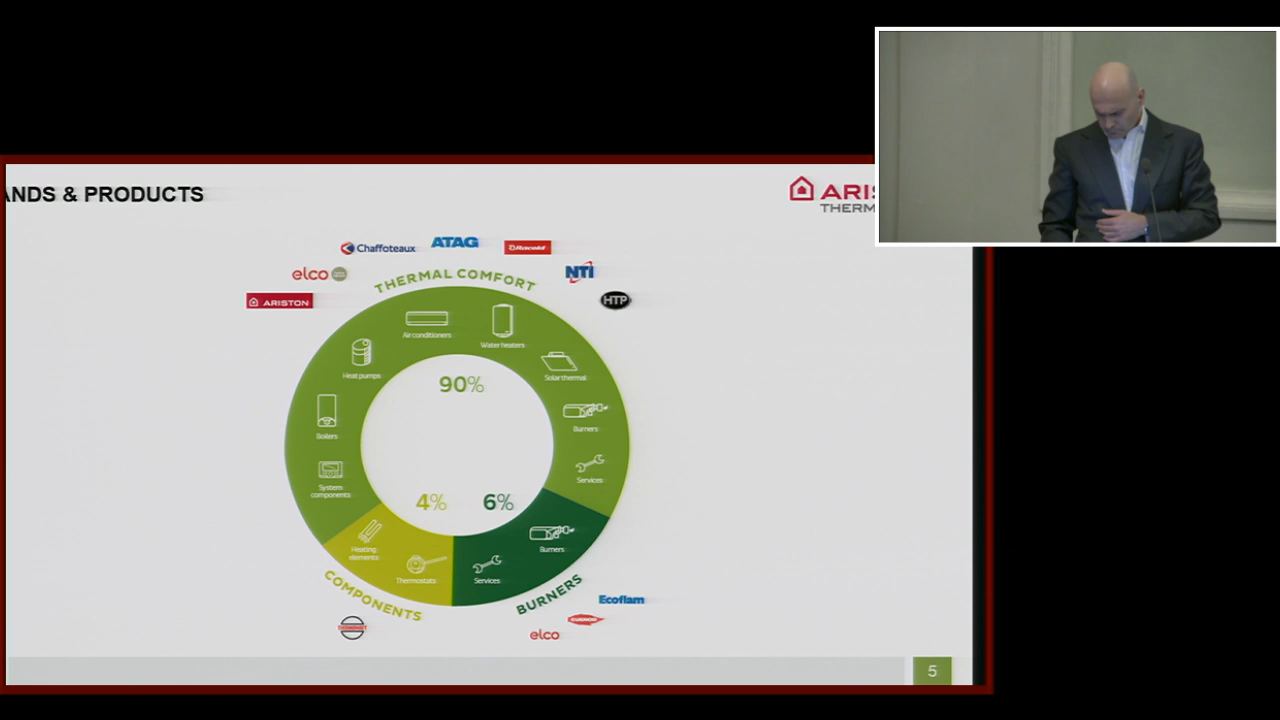 ANDS & PRODUCTS
ARIS
THERM
Chaffoteaux
ATAG
Racold
elco
NTI
ARISTON
HTP
THERMAL COMFORT
Air conditioners
Water heaters
Heat pumps
Solar thermal
90%
Boilers
Burners
System
components
Services
4%
6%
Heating
elements
Burners
Thermostats
Services
COMPONENTS
BURNERS
Ecoflam
elco
5